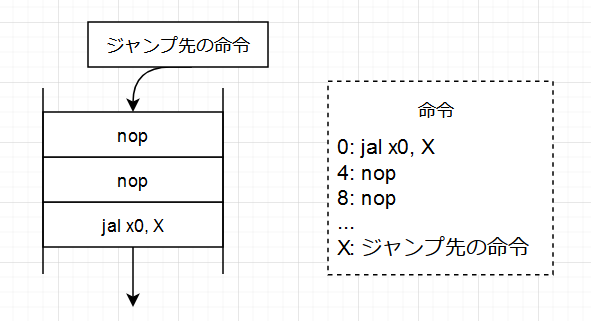 ジャンプ先の命令
nop
nop
jal x0, X
命令
0: jal x0, X
4: nop
8: nop
...
X: ジャンプ先の命令